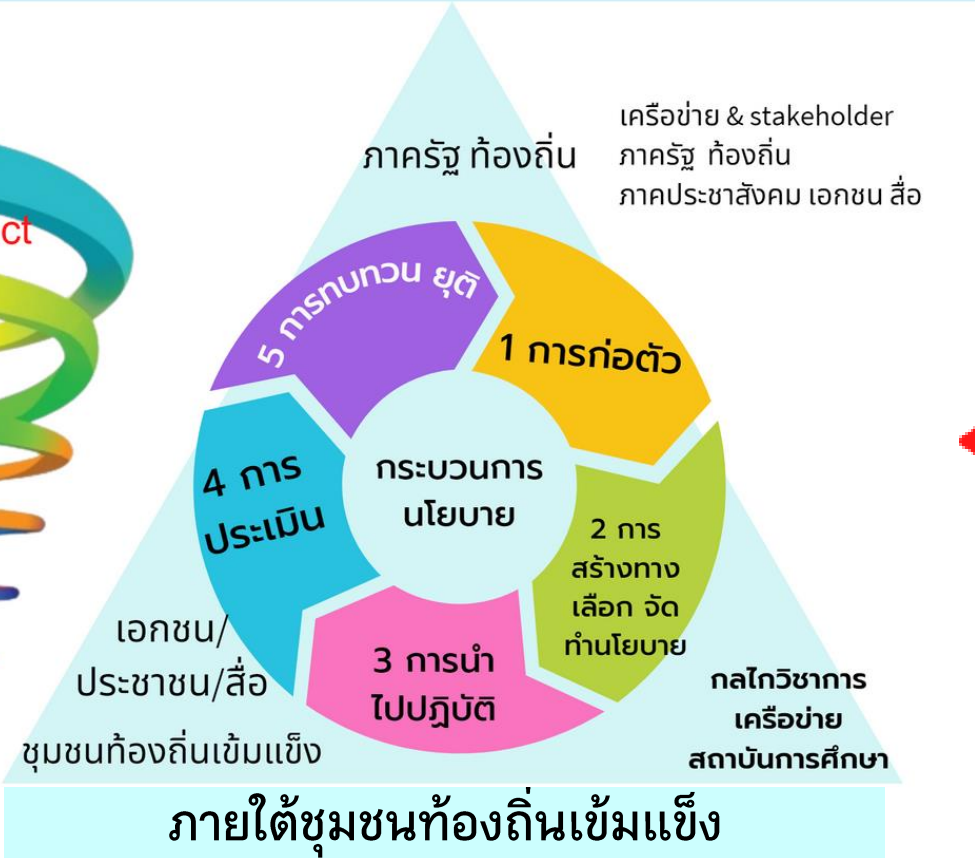 ภาครัฐ ท้องถิ่น
เครือข่าย & stakeholder
ภาครัฐ ท้องถิ่น
ภาคประชาสังคม เอกชน สื่อ
ct
5 การทบทวน ยุติ
1 การก่อตัว
กระบวนการ
นโยบาย
4 การ
ประเมิน
2 การ
สร้างทาง
เลือก จัด
ทำนโยบาย
3 การนำ
ไปปฏิบัติ
เอกชน/
ประชาชน/สื่อ
ชุมชนท้องถิ่นเข้มแข็ง
กลไกวิชาการ
เครือข่าย
สถาบันการศึกษา
ภายใต้ชุมชนท้องถิ่นเข้มแข็ง